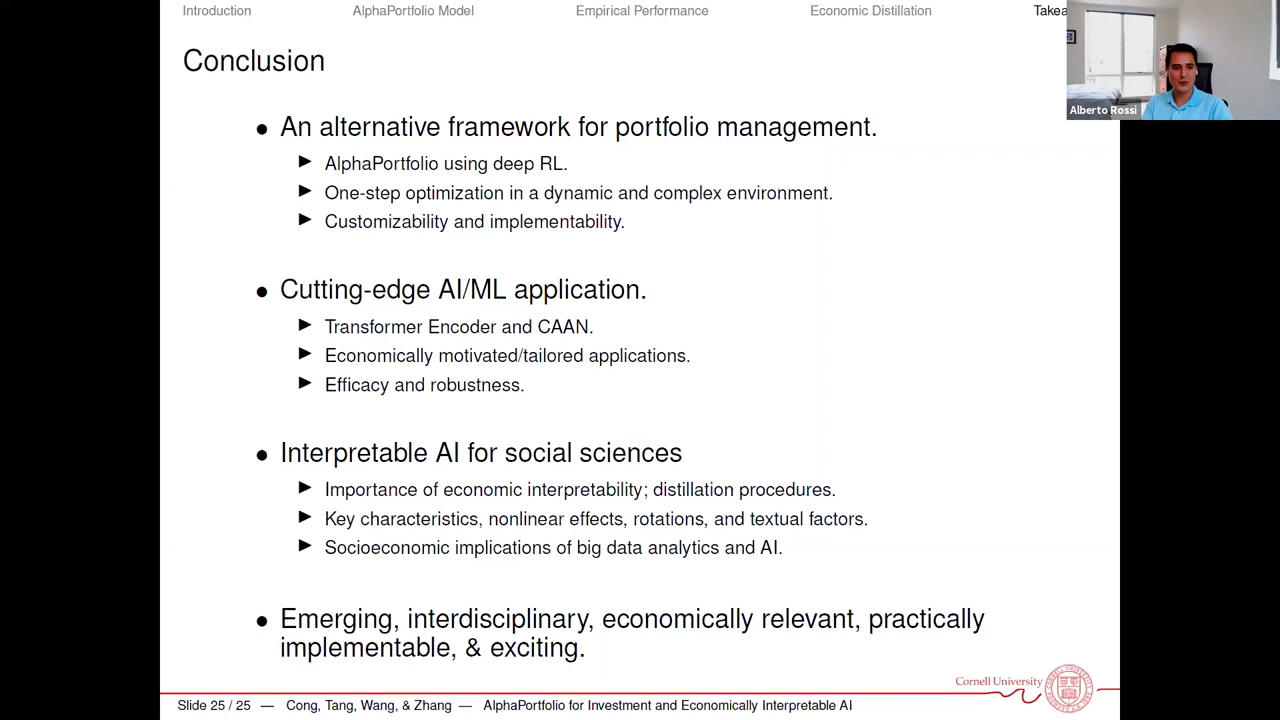 Introduction
AlphaPortfolio Model
Empirical Performance
Economic Distillation
Takea
Alberto Rossi
Conclusion
• An alternative framework for portfolio management.
► AlphaPortfolio using deep RL.
► One-step optimization in a dynamic and complex environment.
► Customizability and implementability.
• Cutting-edge AI/ML application.
► Transformer Encoder and CAAN.
► Economically motivated/tailored applications.
► Efficacy and robustness.
• Interpretable AI for social sciences
► Importance of economic interpretability; distillation procedures.
► Key characteristics, nonlinear effects, rotations, and textual factors.
► Socioeconomic implications of big data analytics and AI.
• Emerging, interdisciplinary, economically relevant, practically
implementable, & exciting.
Cornell University
Slide 25 / 25 — Cong, Tang, Wang, & Zhang — AlphaPortfolio for Investment and Economically Interpretable AI